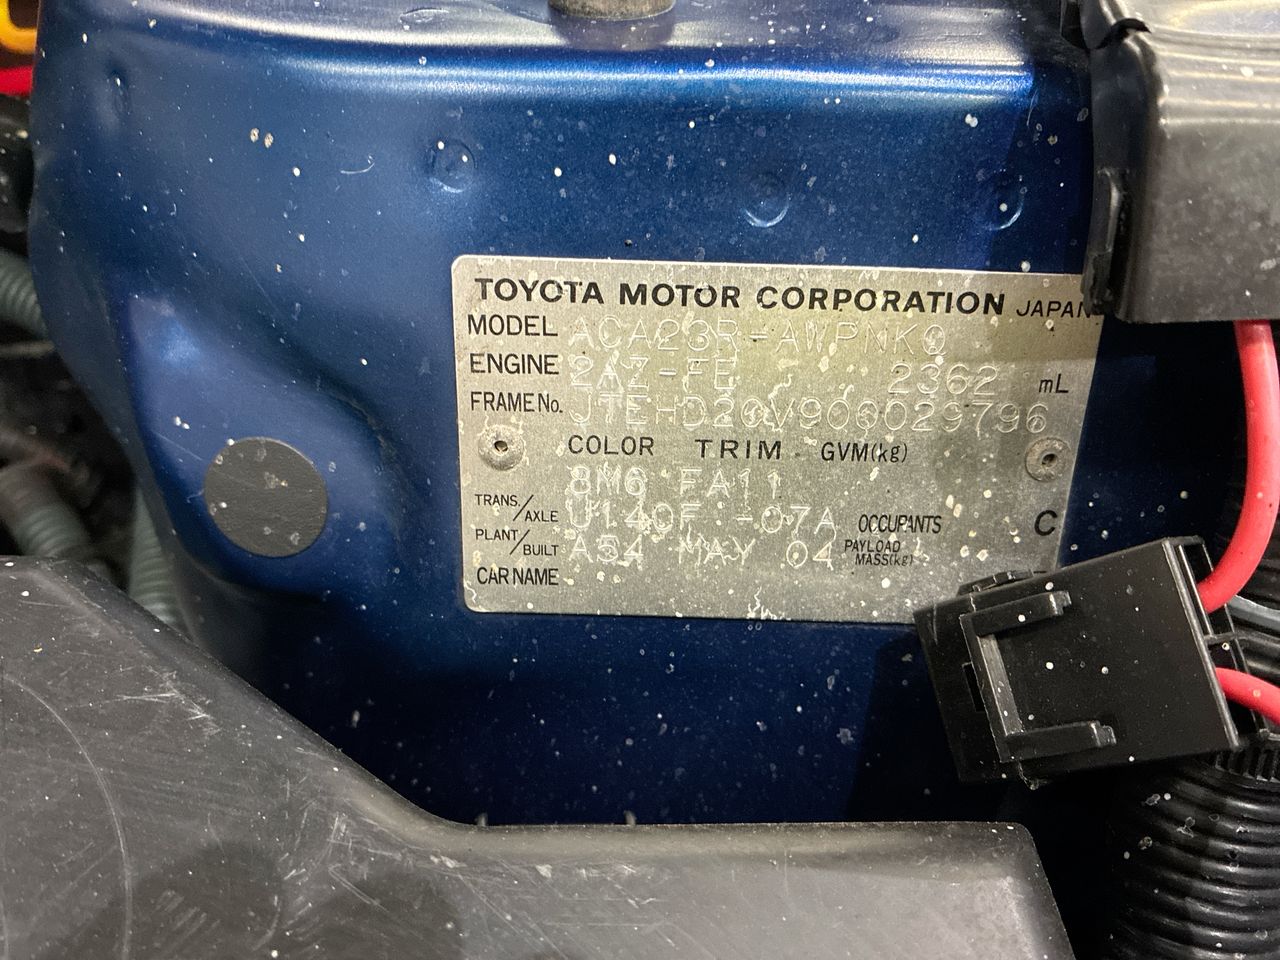 TOYOTA MOTOR CORPORATION JAPAN
MODEL ACA23R-AWPNKQ
ENGINE 2AZ-FE 2362 mL
FRAME No. JTEHD20V906029796
COLOR TRIM GVM(kg)
8M6 FA11
TRANS./AXLE U140F -07A OCCUPANTS C
PLANT/BUILT A54 MAY 04 PAYLOAD MASS(kg)
CAR NAME